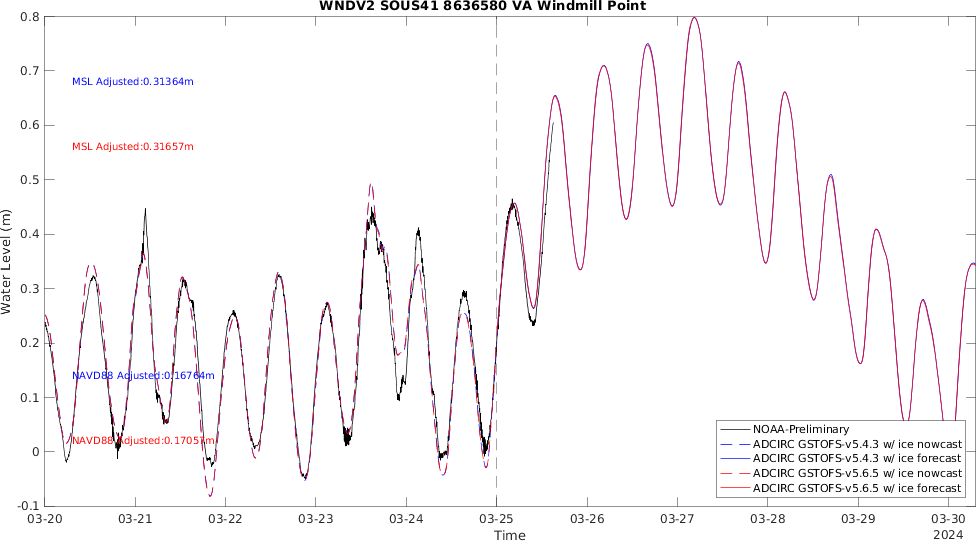 WNDV2 SOUS41 8636580 VA Windmill Point
0.8
0.7
0.6
0.5
0.4
0.3
0.2
0.1
0
-0.1
Water Level (m)
MSL Adjusted:0.31364m
MSL Adjusted:0.31657m
NAVD88 Adjusted:0.16764m
NAVD88 Adjusted:0.17057m
NOAA-Preliminary
ADCIRC GSTOFS-v5.4.3 w/ ice nowcast
ADCIRC GSTOFS-v5.4.3 w/ ice forecast
ADCIRC GSTOFS-v5.6.5 w/ ice nowcast
ADCIRC GSTOFS-v5.6.5 w/ ice forecast
03-20 03-21 03-22 03-23 03-24 03-25 03-26 03-27 03-28 03-29 03-30
Time
2024